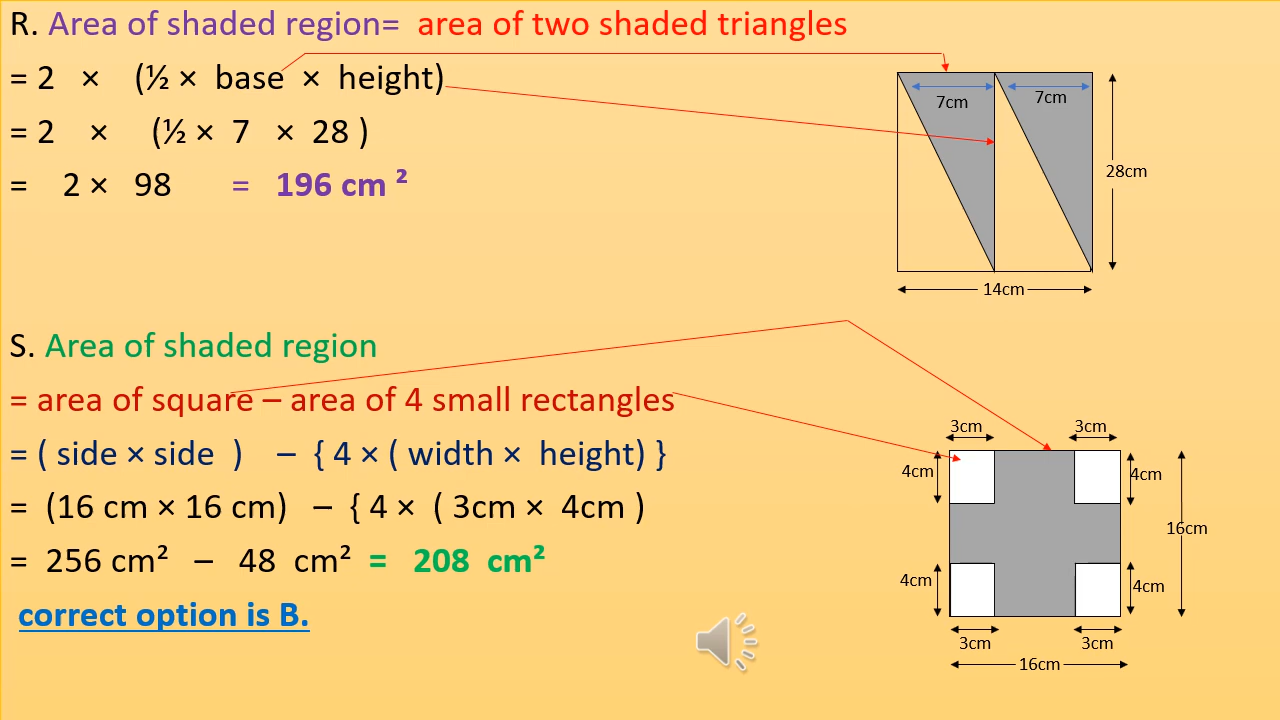 R. Area of shaded region= area of two shaded triangles
= 2 × (½ × base × height)
= 2 × (½ × 7 × 28 )
= 2 × 98 = 196 cm ²
7cm
7cm
28cm
14cm
S. Area of shaded region
= area of square – area of 4 small rectangles
= ( side × side ) – { 4 × ( width × height) }
= (16 cm × 16 cm) – { 4 × ( 3cm × 4cm )
= 256 cm² – 48 cm² = 208 cm²
correct option is B.
3cm
3cm
4cm
4cm
16cm
4cm
4cm
3cm
3cm
16cm